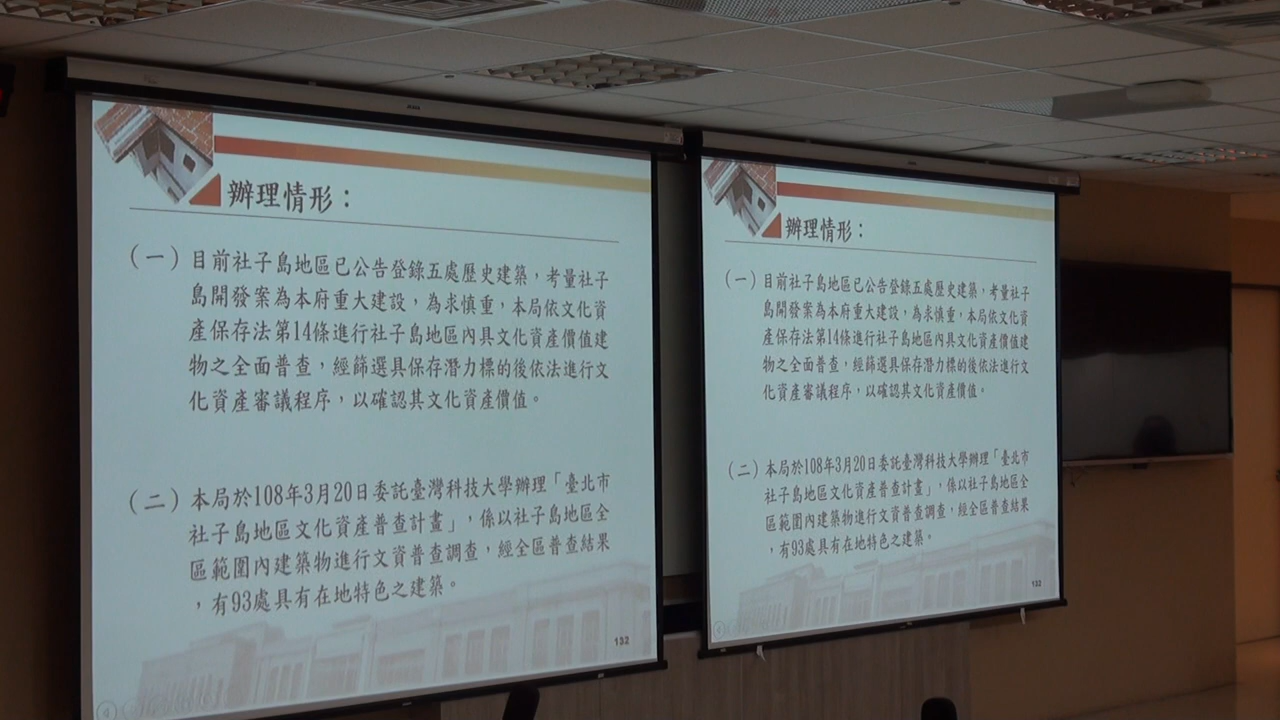 辦理情形：
（一）目前社子島地區已公告登錄五處歷史建築，考量社子
島開發案為本府重大建設，為求慎重，本局依文化資
產保存法第14條進行社子島地區內具文化資產價值建
物之全面普查，經篩選具保存潛力標的後依法進行文
化資產審議程序，以確認其文化資產價值。
（二）本局於108年3月20日委託臺灣科技大學辦理「臺北市
社子島地區文化資產普查計畫」，係以社子島地區全
區範圍內建築物進行文資普查調查，經全區普查結果
，有93處具有在地特色之建築。
132
辦理情形：
（一）目前社子島地區已公告登錄五處歷史建築，考量社子
島開發案為本府重大建設，為求慎重，本局依文化資
產保存法第14條進行社子島地區內具文化資產價值建
物之全面普查，經篩選具保存潛力標的後依法進行文
化資產審議程序，以確認其文化資產價值。
（二）本局於108年3月20日委託臺灣科技大學辦理「臺北市
社子島地區文化資產普查計畫」，係以社子島地區全
區範圍內建築物進行文資普查調查，經全區普查結果
，有93處具有在地特色之建築。
132